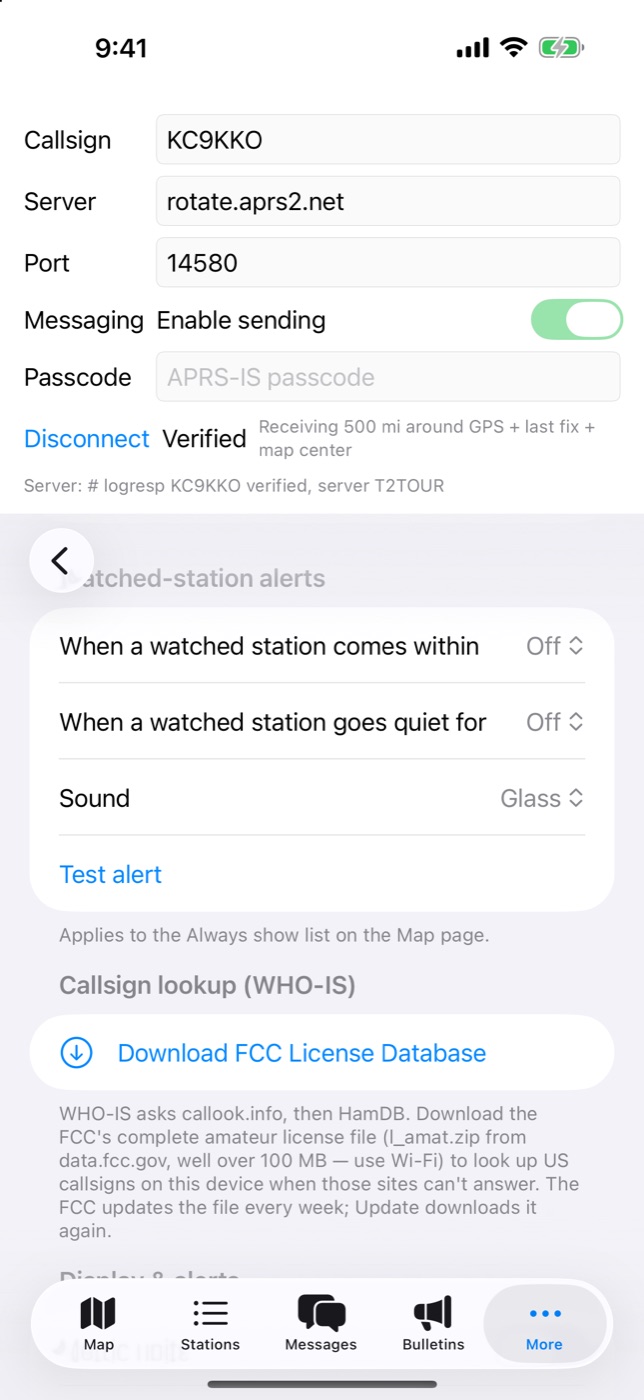 9:41
Callsign KC9KKO
Server rotate.aprs2.net
Port 14580
Messaging Enable sending
Passcode APRS-IS passcode
Disconnect Verified Receiving 500 mi around GPS + last fix +
map center
Server: # logresp KC9KKO verified, server T2TOUR
atched-station alerts
When a watched station comes within Off
When a watched station goes quiet for Off
Sound Glass
Test alert
Applies to the Always show list on the Map page.
Callsign lookup (WHO-IS)
Download FCC License Database
WHO-IS asks callook.info, then HamDB. Download the
FCC's complete amateur license file (l_amat.zip from
data.fcc.gov, well over 100 MB — use Wi-Fi) to look up US
callsigns on this device when those sites can't answer. The
FCC updates the file every week; Update downloads it
again.
Display & alerts
Map Stations Messages Bulletins More